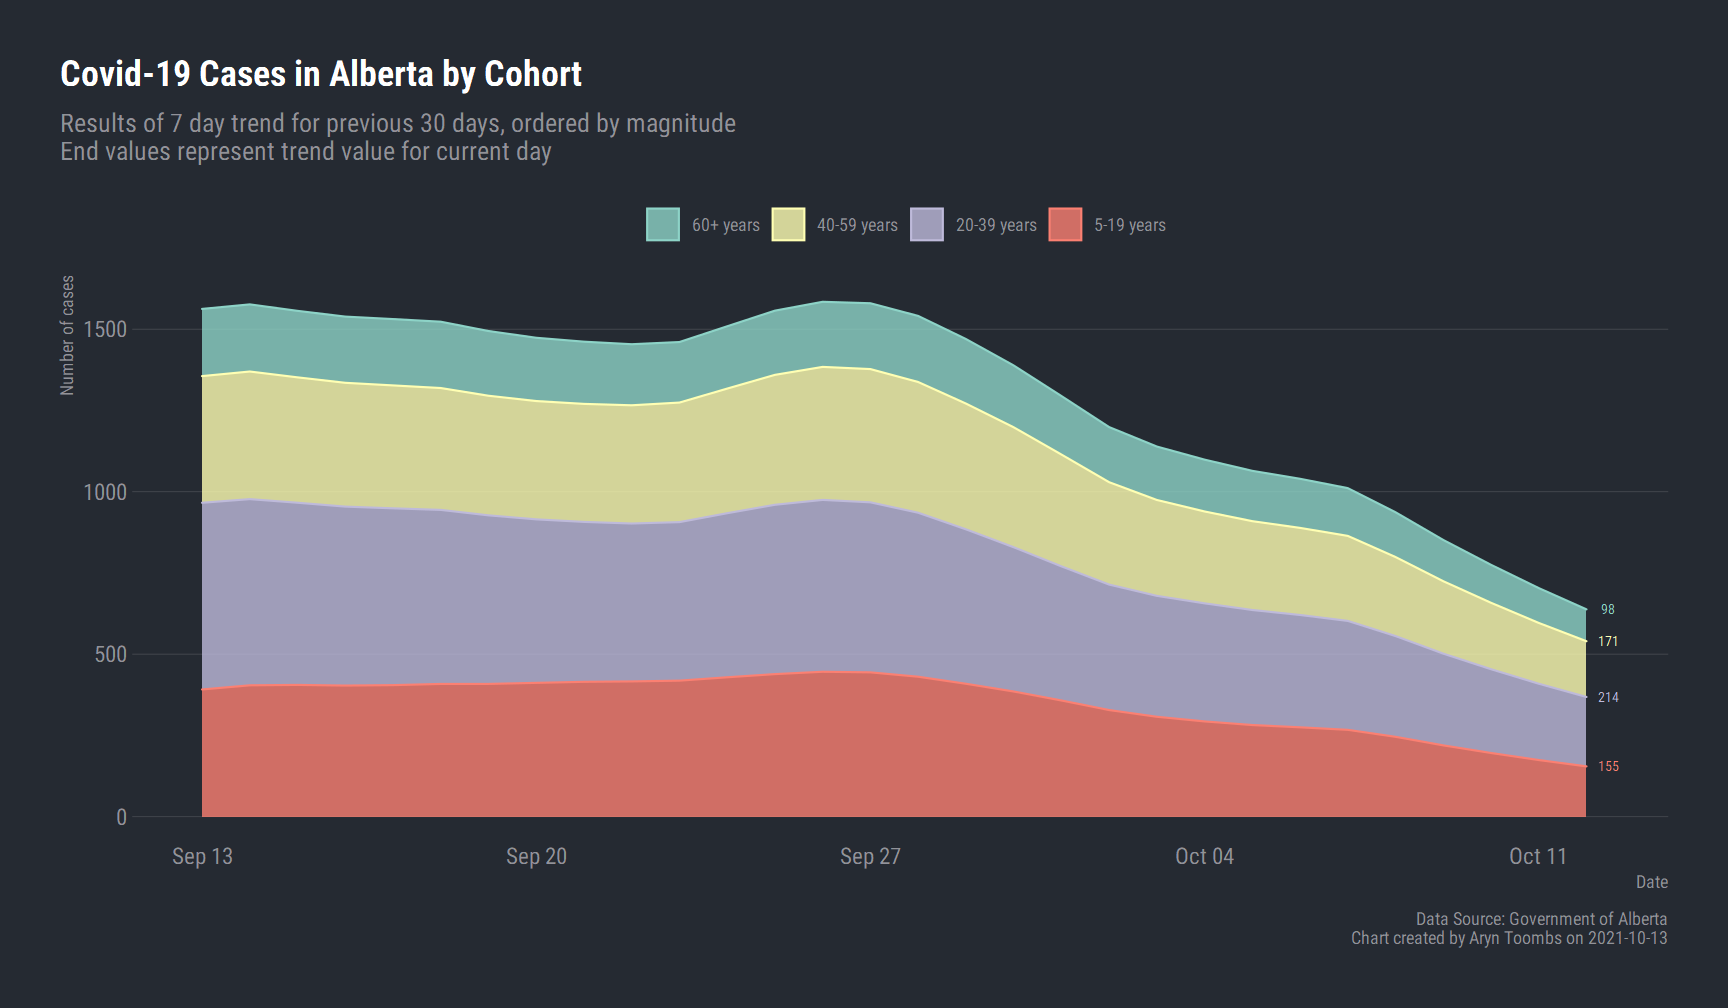 Covid-19 Cases in Alberta by Cohort
Results of 7 day trend for previous 30 days, ordered by magnitude
End values represent trend value for current day
60+ years 40-59 years 20-39 years 5-19 years
Number of cases
1500
1000
500
0
98
171
214
155
Sep 13 Sep 20 Sep 27 Oct 04 Oct 11
Date
Data Source: Government of Alberta
Chart created by Aryn Toombs on 2021-10-13